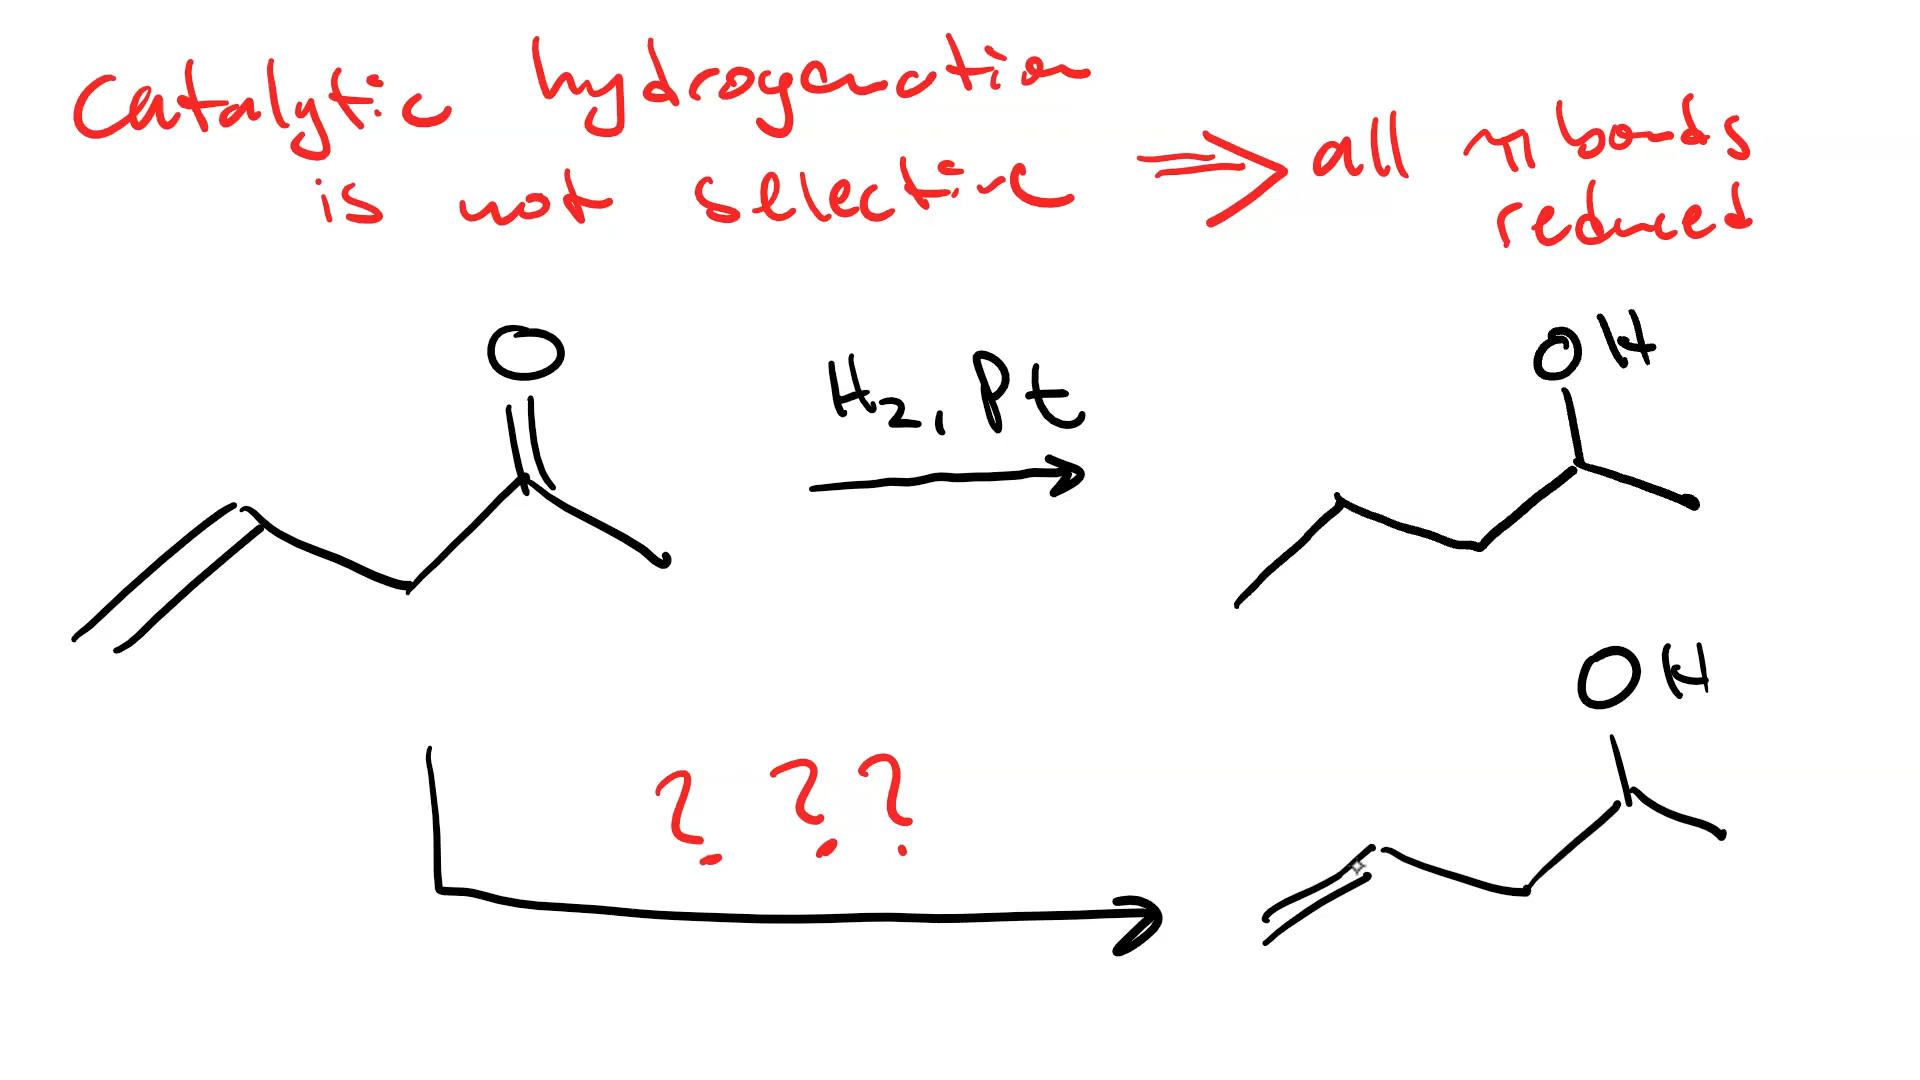 Catalytic hydrogenation
is not selective ⇒ all π bonds
reduced
O
H₂, Pt
OH
OH
? ? ?